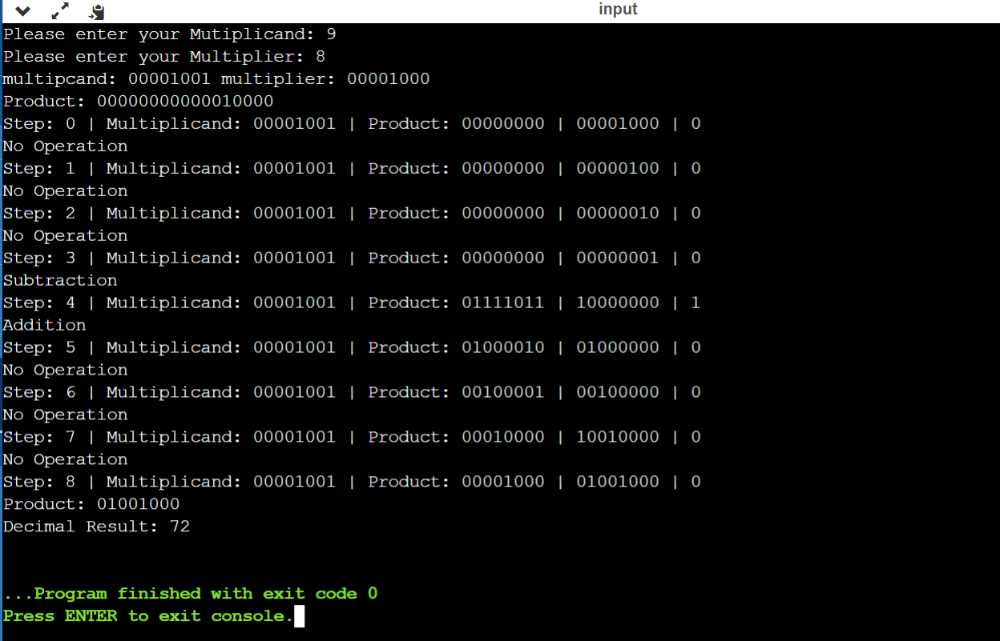 input
Please enter your Mutiplicand: 9
Please enter your Multiplier: 8
multipcand: 00001001 multiplier: 00001000
Product: 00000000000010000
Step: 0 | Multiplicand: 00001001 | Product: 00000000 | 00001000 | 0
No Operation
Step: 1 | Multiplicand: 00001001 | Product: 00000000 | 00000100 | 0
No Operation
Step: 2 | Multiplicand: 00001001 | Product: 00000000 | 00000010 | 0
No Operation
Step: 3 | Multiplicand: 00001001 | Product: 00000000 | 00000001 | 0
Subtraction
Step: 4 | Multiplicand: 00001001 | Product: 01111011 | 10000000 | 1
Addition
Step: 5 | Multiplicand: 00001001 | Product: 01000010 | 01000000 | 0
No Operation
Step: 6 | Multiplicand: 00001001 | Product: 00100001 | 00100000 | 0
No Operation
Step: 7 | Multiplicand: 00001001 | Product: 00010000 | 10010000 | 0
No Operation
Step: 8 | Multiplicand: 00001001 | Product: 00001000 | 01001000 | 0
Product: 01001000
Decimal Result: 72
...Program finished with exit code 0
Press ENTER to exit console.